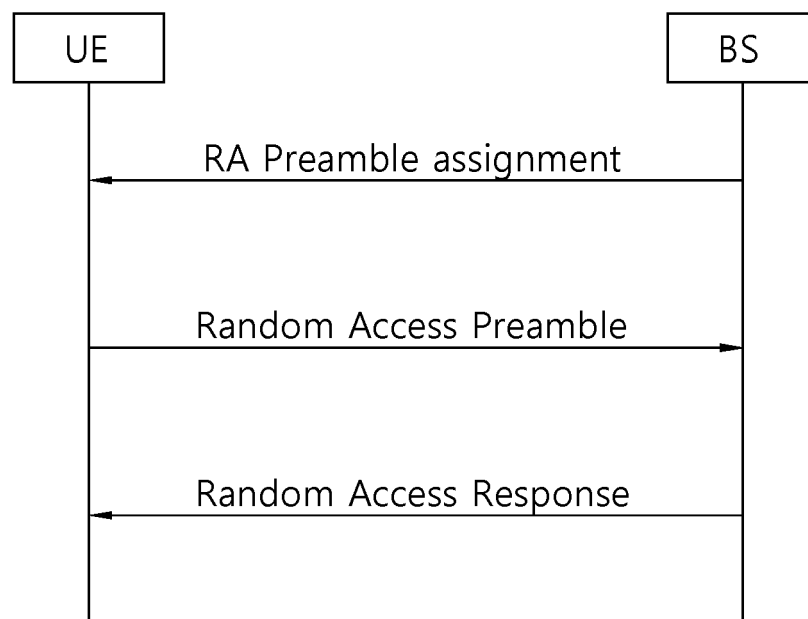 UE
BS
RA Preamble assignment
Random Access Preamble
Random Access Response